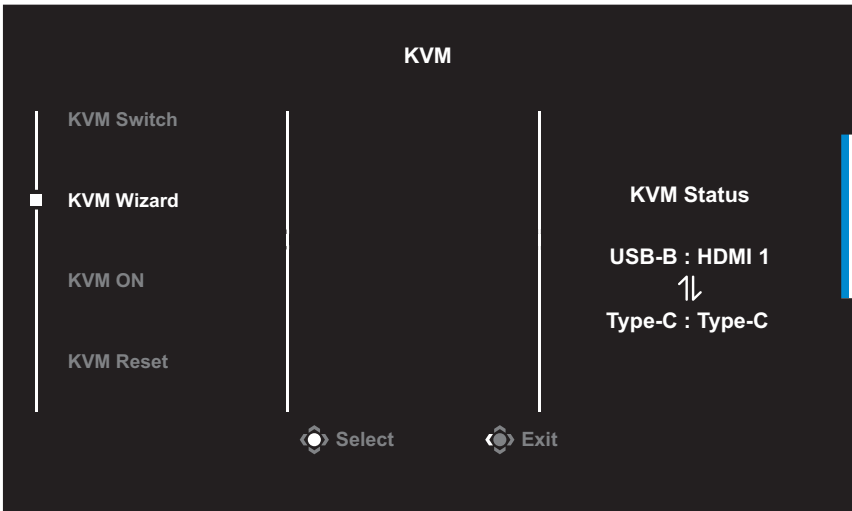 KVM
KVM Switch
KVM Wizard
KVM ON
KVM Reset
KVM Status
USB-B : HDMI 1
Type-C : Type-C
Select
Exit